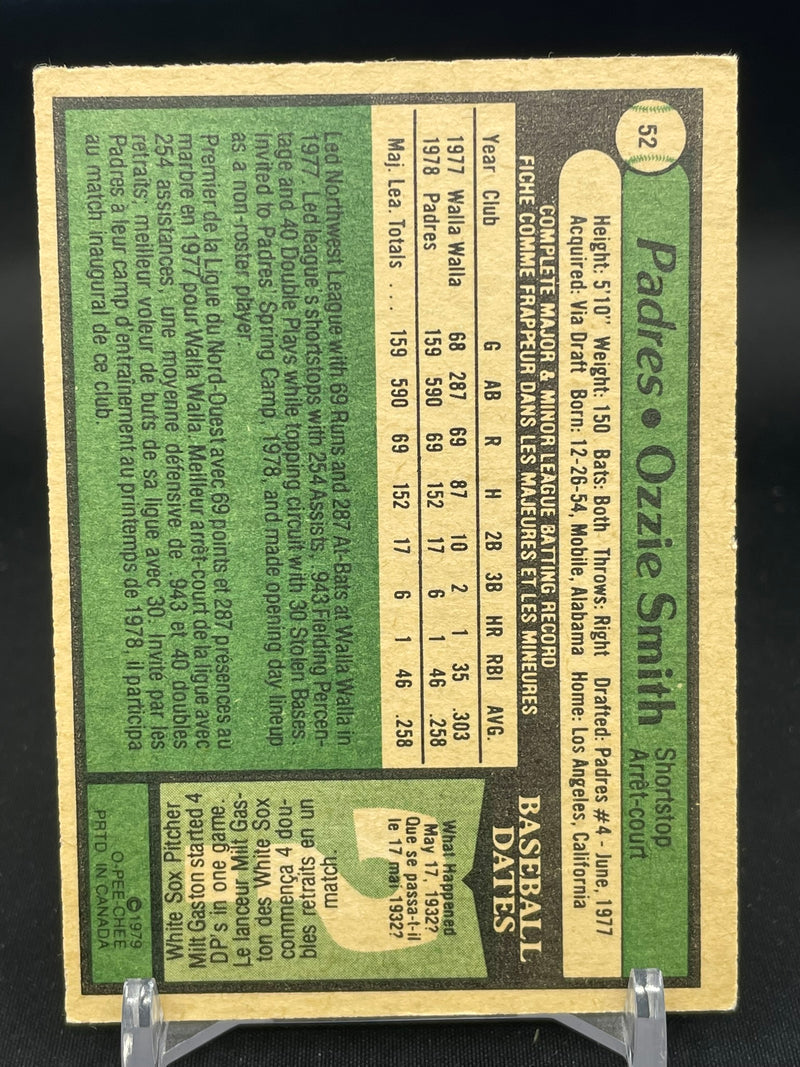 52
Padres • Ozzie Smith
Shortstop
Arrêt-court
Height: 5'10" Weight: 150 Bats: Both Throws: Right Drafted: Padres #4 - June, 1977
Acquired: Via Draft Born: 12-26-54, Mobile, Alabama Home: Los Angeles, California
COMPLETE MAJOR & MINOR LEAGUE BATTING RECORD
FICHE COMME FRAPPEUR DANS LES MAJEURES ET LES MINEURES
Year Club G AB R H 2B 3B HR RBI AVG.
1977 Walla Walla 68 287 69 87 10 2 1 35 .303
1978 Padres 159 590 69 152 17 6 1 46 .258
Maj. Lea. Totals ... 159 590 69 152 17 6 1 46 .258
Led Northwest League with 69 Runs and 287 At-Bats at Walla Walla in
1977. Led league's shortstops with 254 Assists, .943 Fielding Percen-
tage and 40 Double Plays while topping circuit with 30 Stolen Bases.
Invited to Padres' Spring Camp, 1978, and made opening day lineup
as a non-roster player.
Premier de la Ligue du Nord-Ouest avec 69 points et 287 présences au
marbre en 1977 pour Walla Walla. Meilleur arrêt-court de la ligue avec
254 assistances, une moyenne défensive de .943 et 40 doubles
retraits; meilleur voleur de buts de sa ligue avec 30. Invité par les
Padres à leur camp d'entraînement au printemps de 1978, il participa
au match inaugural de ce club.
BASEBALL
DATES
What Happened
May 17, 1932?
Que se passa-t-il
le 17 mai 1932?
White Sox Pitcher
Milt Gaston started 4
DP's in one game.
Le lanceur Milt Gas-
ton des White Sox
commença 4 dou-
bles retraits en un
match.
©1979
O-PEE-CHEE
PRTD. IN CANADA